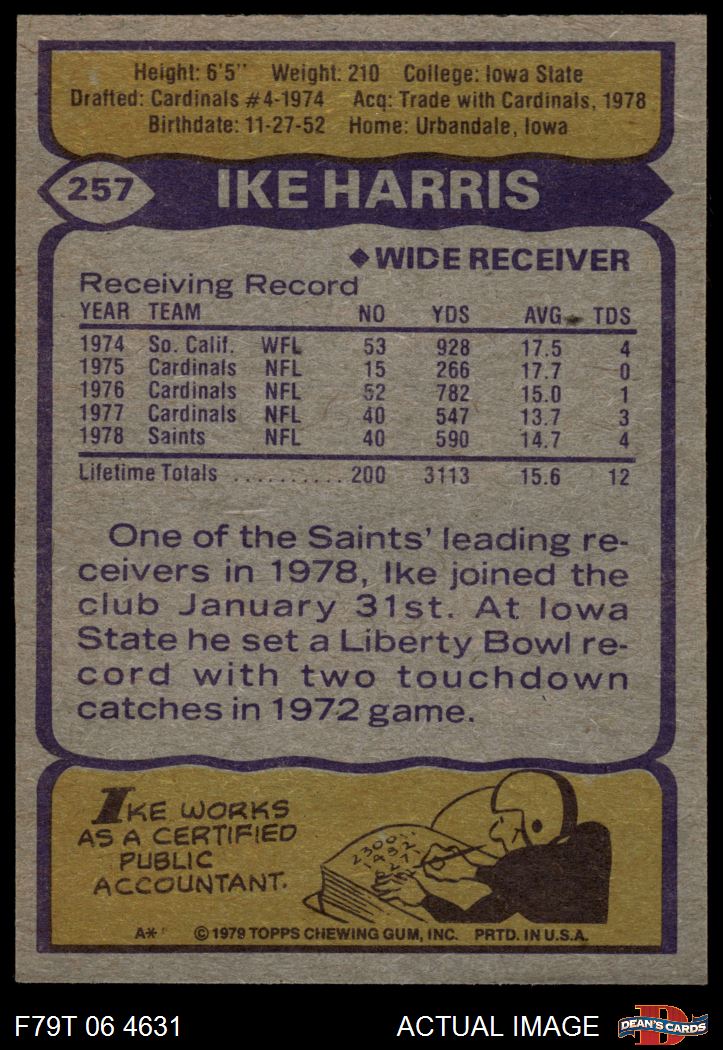 Height: 6'5" Weight: 210 College: Iowa State
Drafted: Cardinals #4-1974 Acq: Trade with Cardinals, 1978
Birthdate: 11-27-52 Home: Urbandale, Iowa
257 IKE HARRIS
◆ WIDE RECEIVER
Receiving Record
YEAR TEAM NO YDS AVG TDS
1974 So. Calif. WFL 53 928 17.5 4
1975 Cardinals NFL 15 266 17.7 0
1976 Cardinals NFL 52 782 15.0 1
1977 Cardinals NFL 40 547 13.7 3
1978 Saints NFL 40 590 14.7 4
Lifetime Totals .......... 200 3113 15.6 12
One of the Saints' leading re-
ceivers in 1978, Ike joined the
club January 31st. At Iowa
State he set a Liberty Bowl re-
cord with two touchdown
catches in 1972 game.
IKE WORKS
AS A CERTIFIED
PUBLIC
ACCOUNTANT.
A* © 1979 TOPPS CHEWING GUM, INC. PRTD. IN U.S.A.
F79T 06 4631 ACTUAL IMAGE DEAN'S CARDS